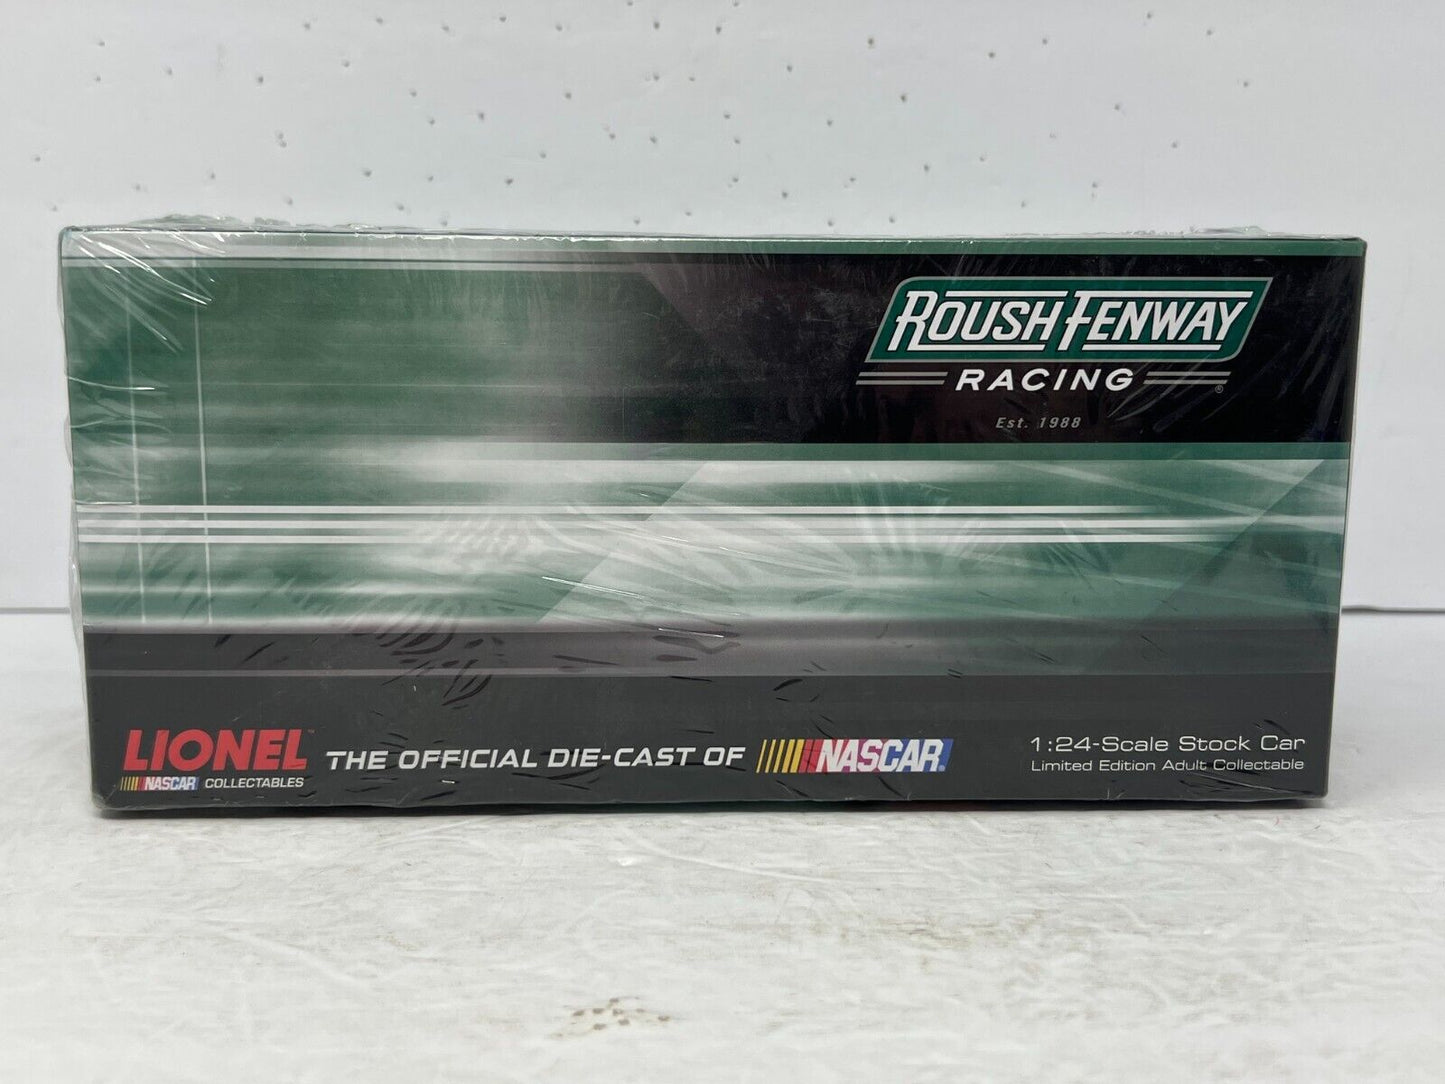 ROUSH FENWAY
RACING ®
Est. 1988
LIONEL ™
NASCAR COLLECTABLES
THE OFFICIAL DIE-CAST OF NASCAR.
1:24-Scale Stock Car
Limited Edition Adult Collectable